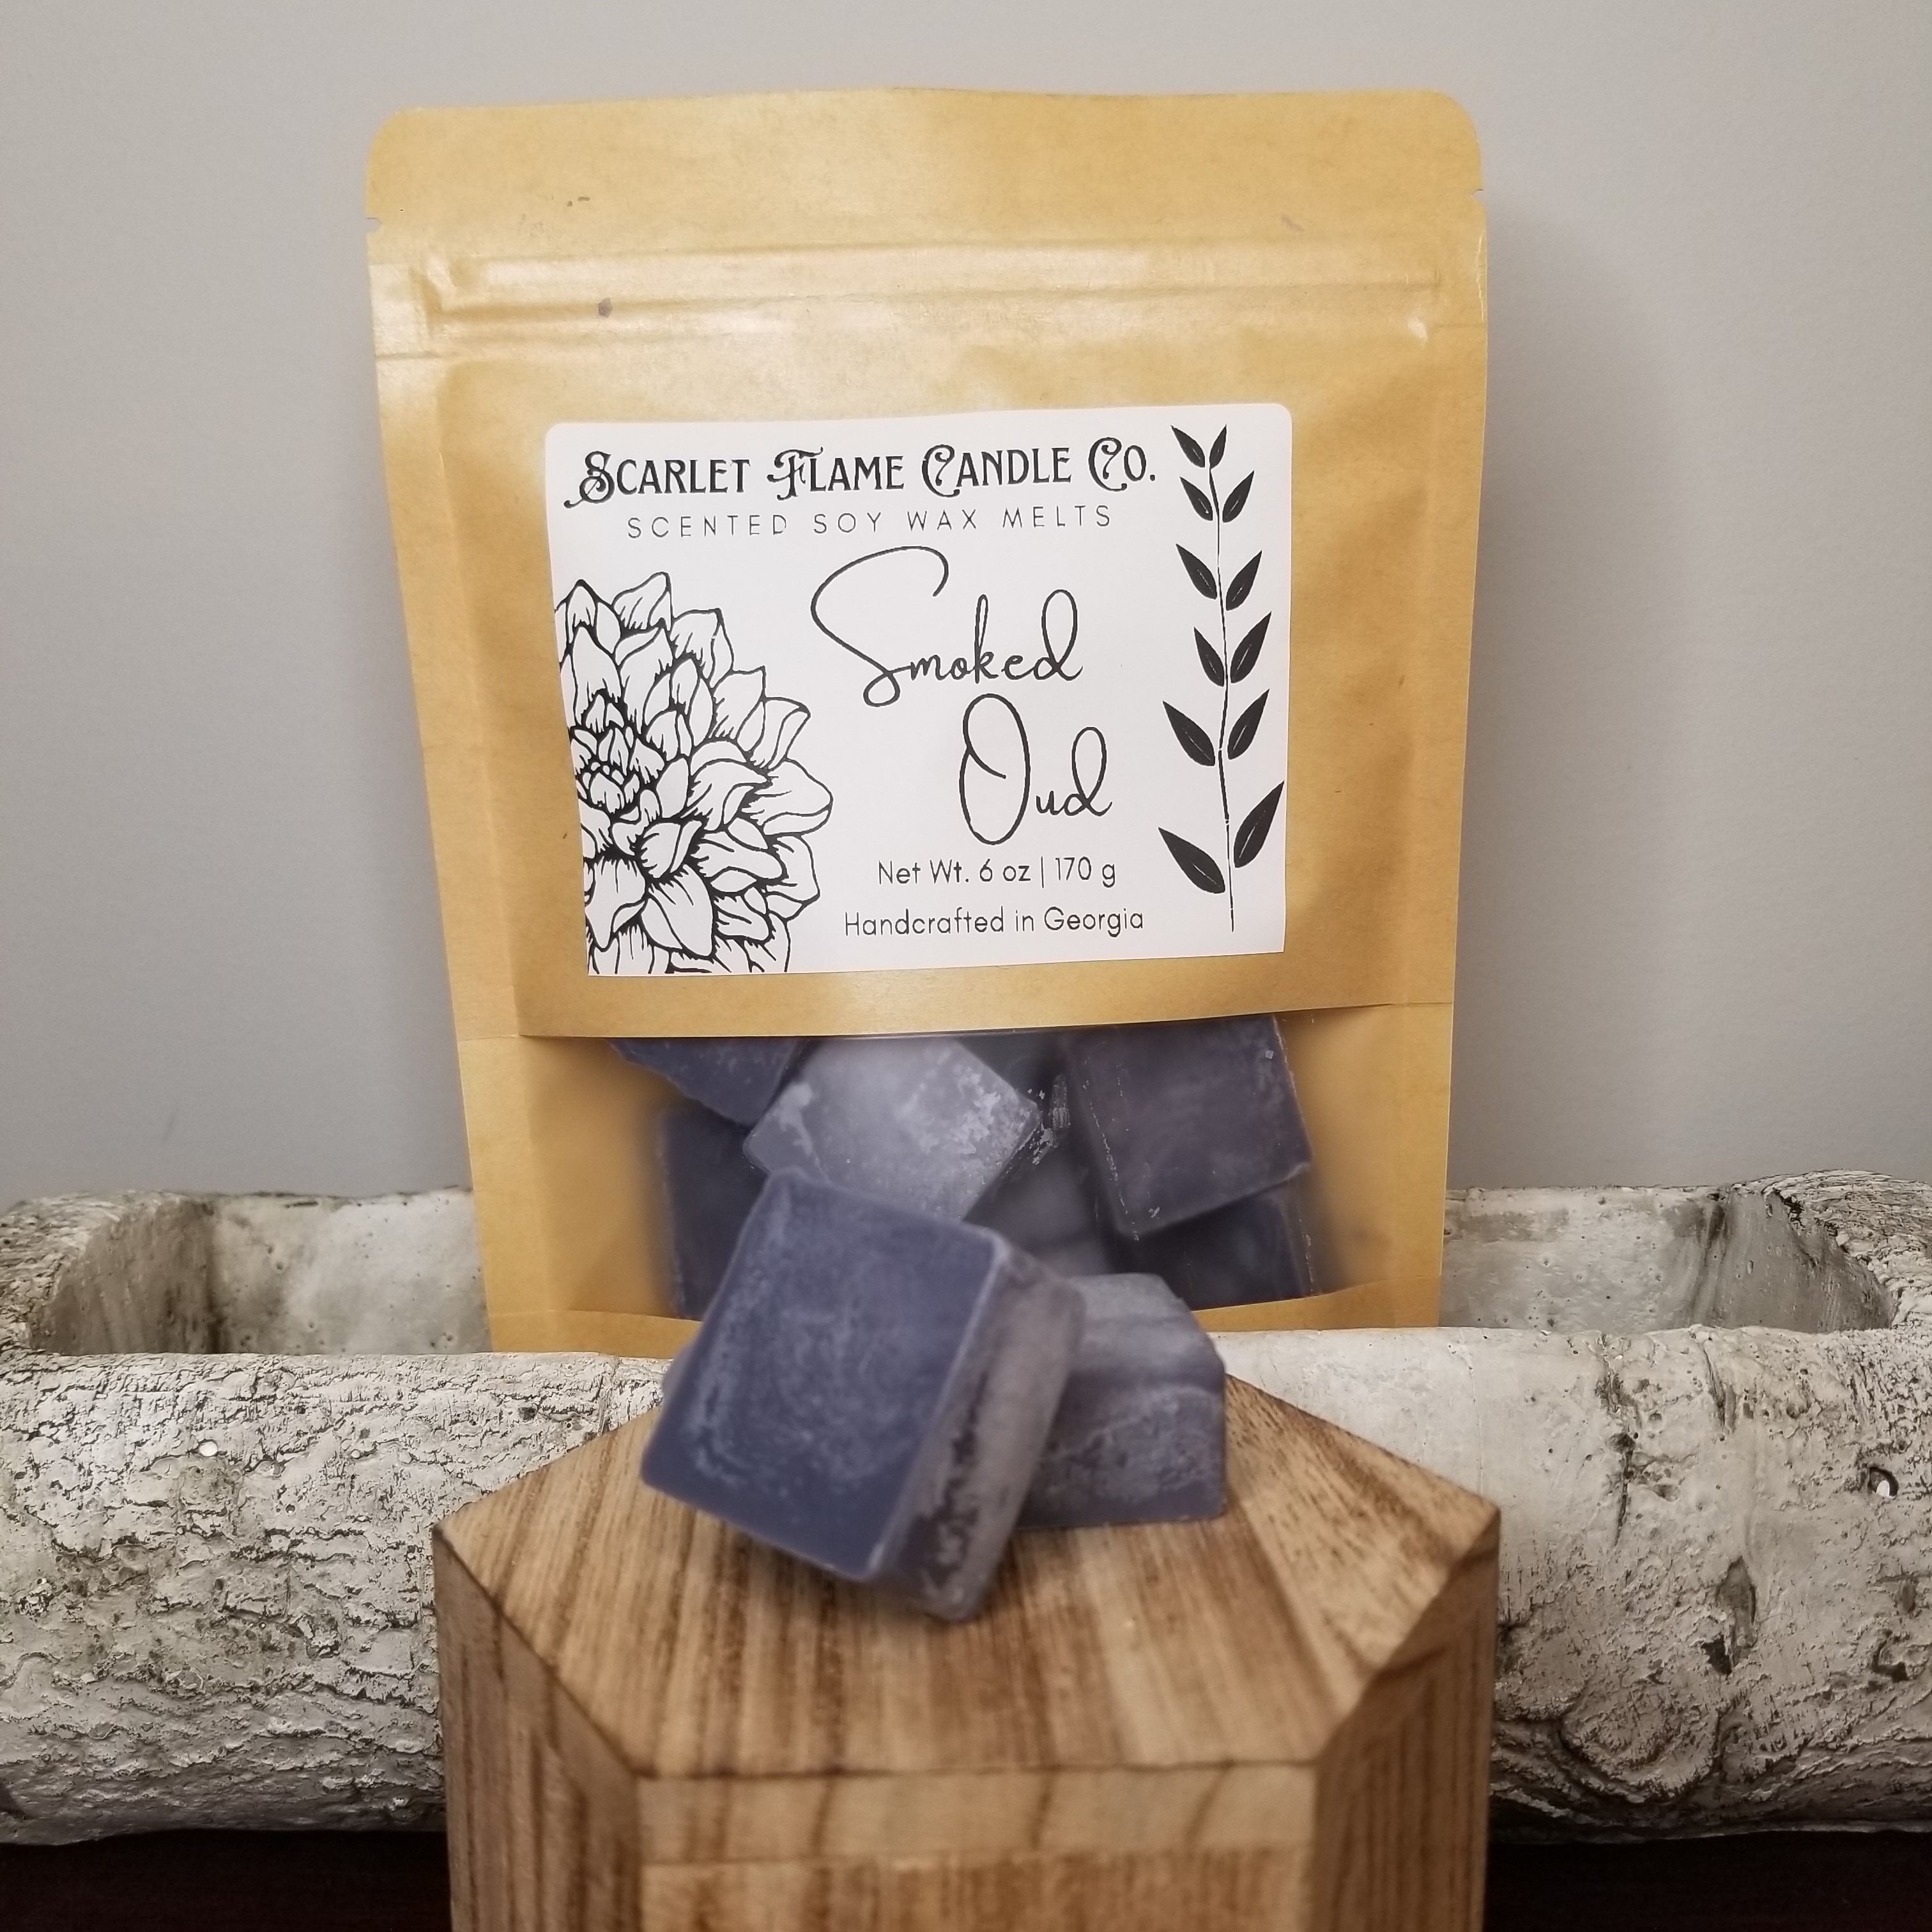 Scarlet Flame Candle Co.
SCENTED SOY WAX MELTS
Smoked
Oud
Net Wt. 6 oz | 170 g
Handcrafted in Georgia